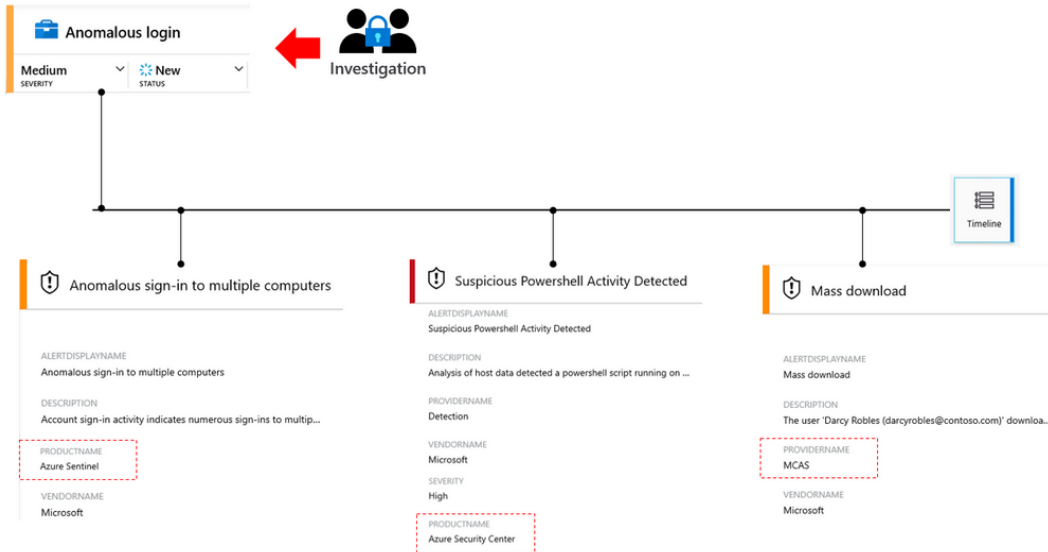 Anomalous login
Medium
SEVERITY
New
STATUS
Investigation
Timeline
Anomalous sign-in to multiple computers
ALERTDISPLAYNAME
Anomalous sign-in to multiple computers
DESCRIPTION
Account sign-in activity indicates numerous sign-ins to multip...
PRODUCTNAME
Azure Sentinel
VENDORNAME
Microsoft
Suspicious Powershell Activity Detected
ALERTDISPLAYNAME
Suspicious Powershell Activity Detected
DESCRIPTION
Analysis of host data detected a powershell script running on ...
PROVIDERNAME
Detection
VENDORNAME
Microsoft
SEVERITY
High
PRODUCTNAME
Azure Security Center
Mass download
ALERTDISPLAYNAME
Mass download
DESCRIPTION
The user 'Darcy Robles (darcyrobles@contoso.com)' downloa...
PROVIDERNAME
MCAS
VENDORNAME
Microsoft